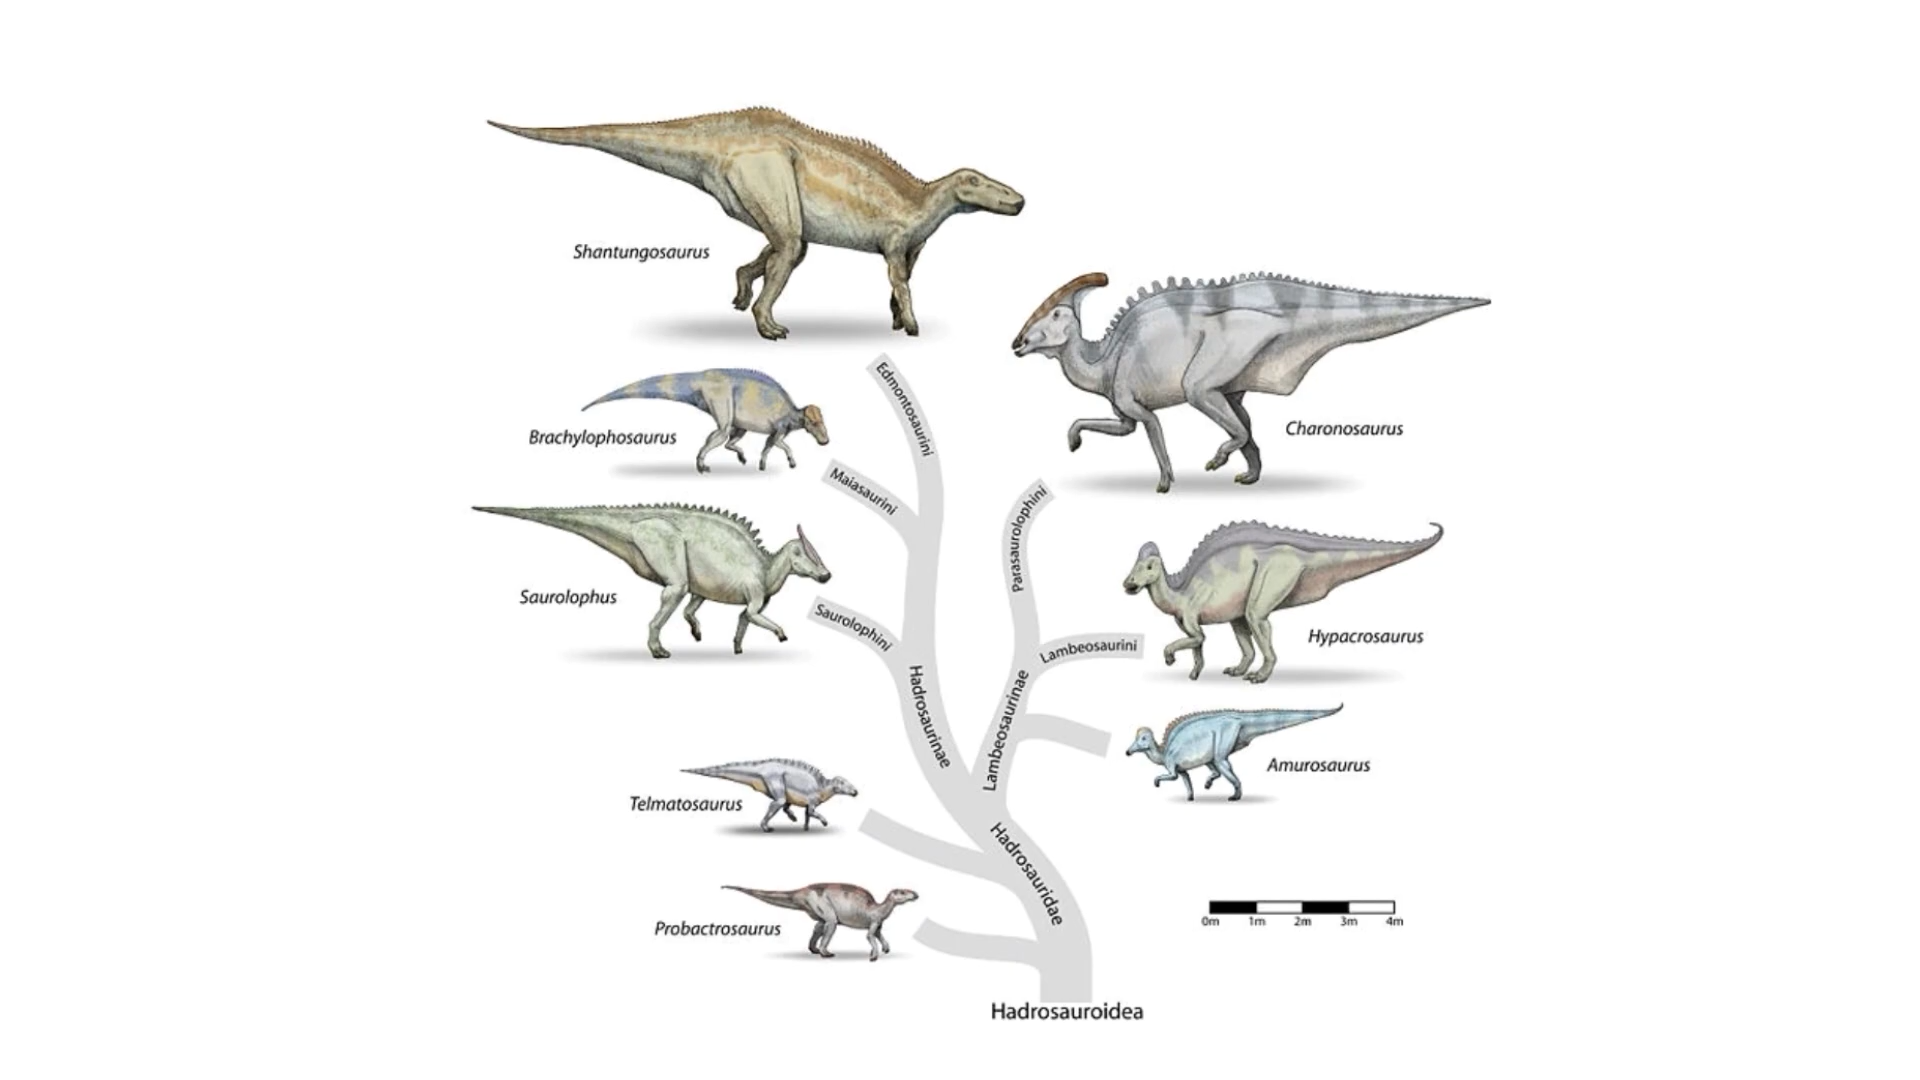 Shantungosaurus
Edmontosaurini
Brachylophosaurus
Charonosaurus
Maiasaurini
Parasaurolophini
Saurolophus
Saurolophini
Hypacrosaurus
Lambeosaurini
Hadrosaurinae
Lambeosaurinae
Amurosaurus
Telmatosaurus
Hadrosauridae
Probactrosaurus
0m 1m 2m 3m 4m
Hadrosauroidea